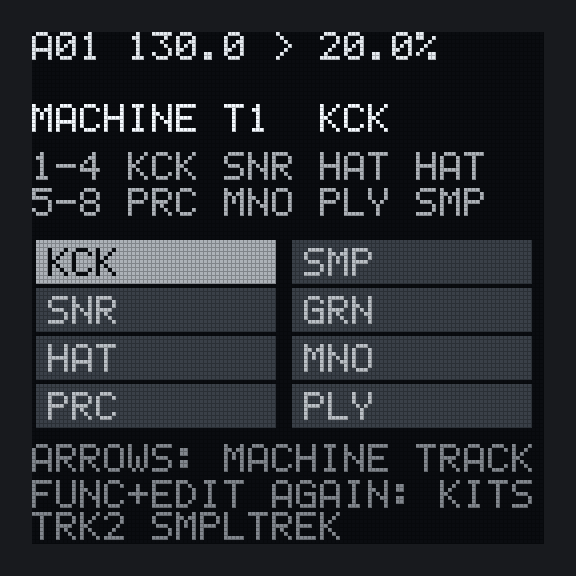 A01 130.0 > 20.0%
MACHINE T1 KCK
1-4 KCK SNR HAT HAT
5-8 PRC MNO PLY SMP
KCK SMP
SNR GRN
HAT MNO
PRC PLY
ARROWS: MACHINE TRACK
FUNC+EDIT AGAIN: KITS
TRK2 SMPLTREK